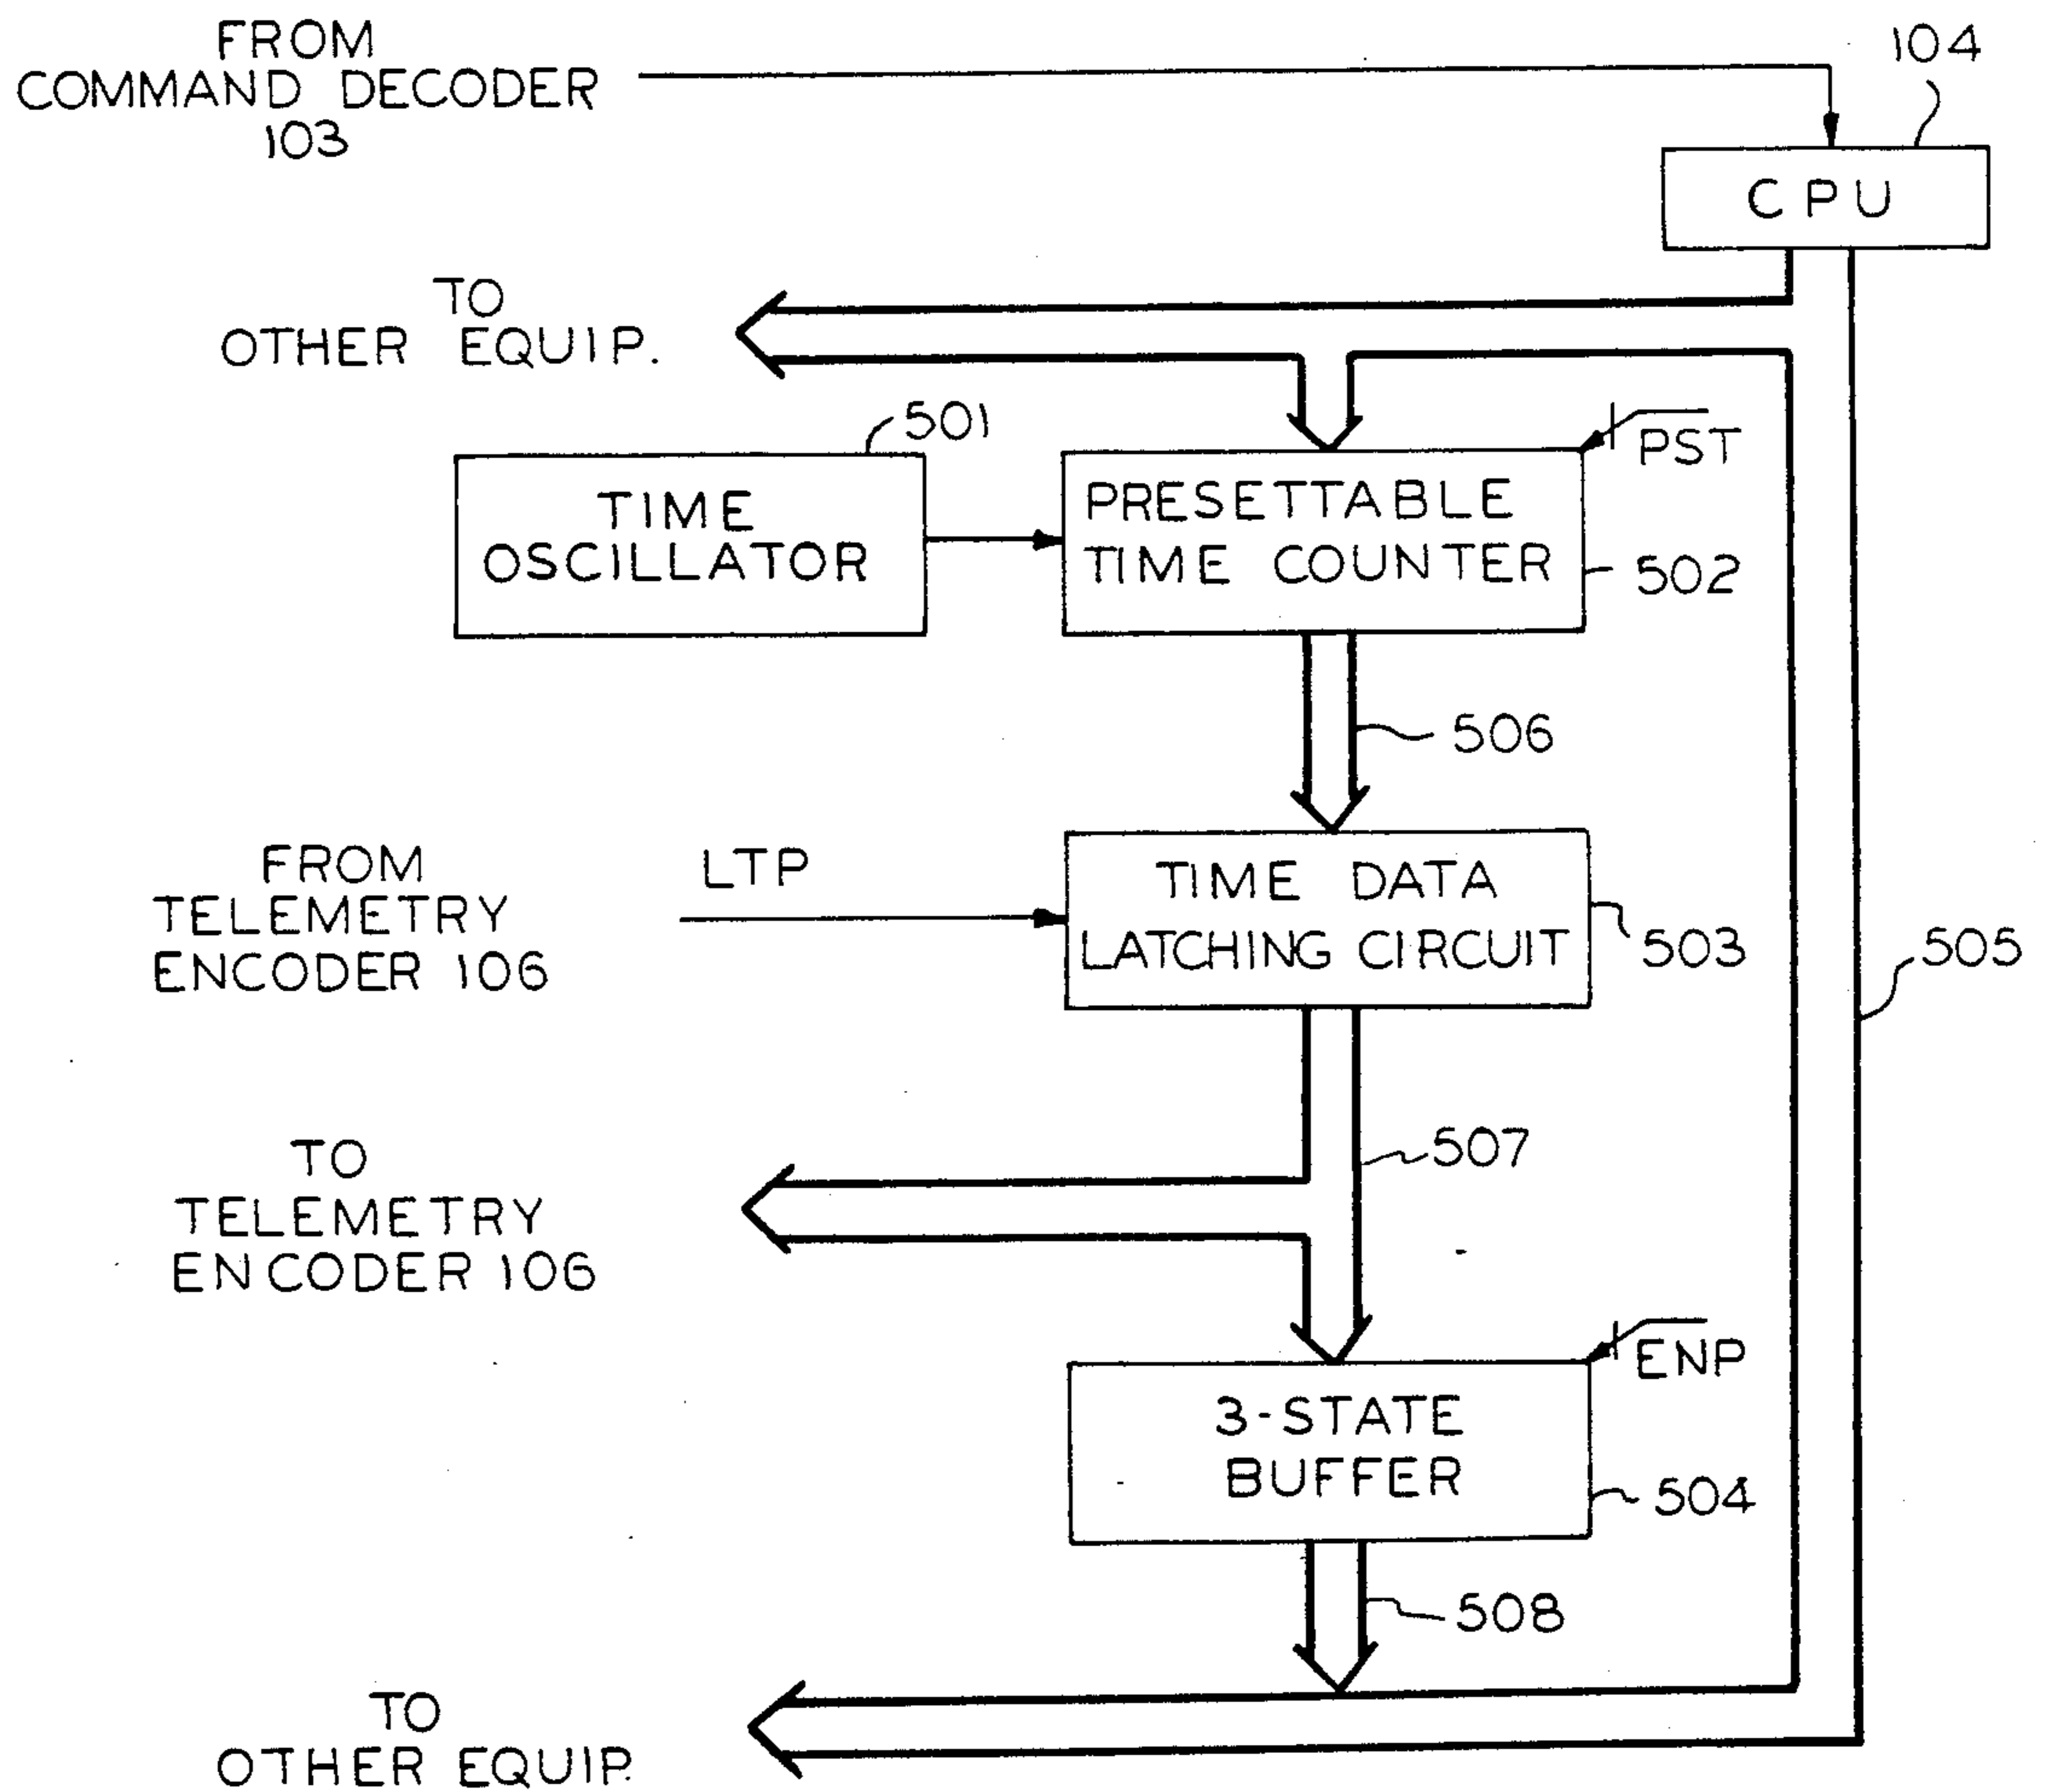 FROM
COMMAND DECODER
103
104
CPU
TO
OTHER EQUIP.
501
PST
TIME
OSCILLATOR
PRESETTABLE
TIME COUNTER
502
506
FROM
TELEMETRY
ENCODER 106
LTP
TIME DATA
LATCHING CIRCUIT
503
505
507
TO
TELEMETRY
ENCODER 106
ENP
3-STATE
BUFFER
504
508
TO
OTHER EQUIP.